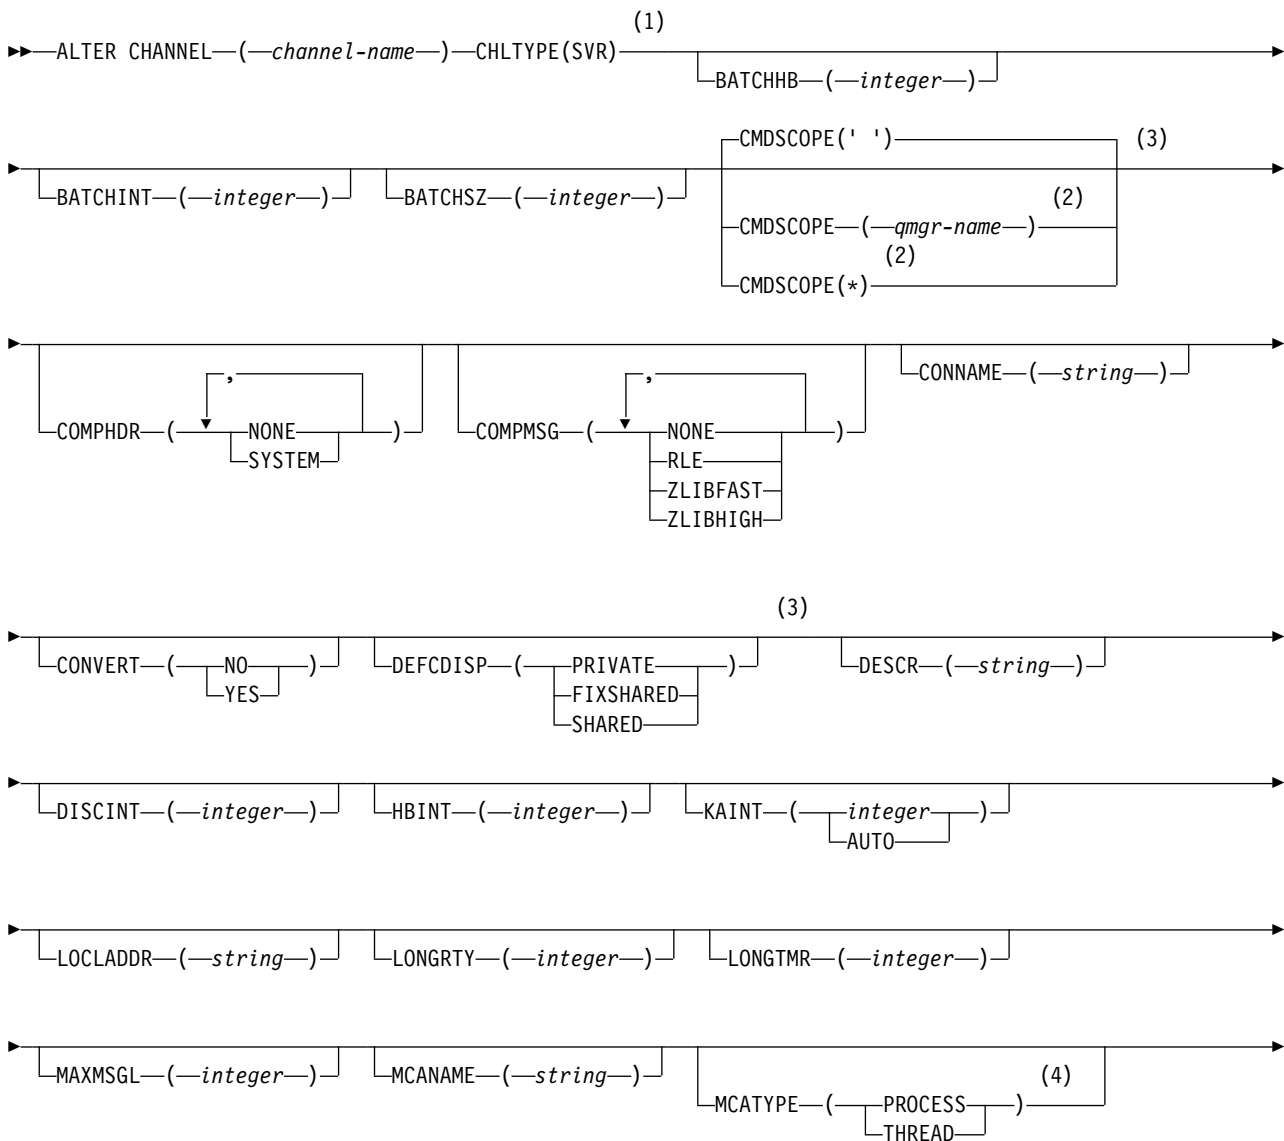 (1)
ALTER CHANNEL ( channel-name ) CHLTYPE(SVR)
BATCHHB ( integer )
CMDSCOPE(' ') (3)
BATCHINT ( integer ) BATCHSZ ( integer )
(2)
CMDSCOPE ( qmgr-name )
(2)
CMDSCOPE(*)
, , CONNAME ( string )
COMPHDR ( NONE ) COMPMSG ( NONE )
SYSTEM RLE
ZLIBFAST
ZLIBHIGH
(3)
CONVERT ( NO ) DEFCDISP ( PRIVATE ) DESCR ( string )
YES FIXSHARED
SHARED
DISCINT ( integer ) HBINT ( integer ) KAINT ( integer )
AUTO
LOCLADDR ( string ) LONGRTY ( integer ) LONGTMR ( integer )
MAXMSGL ( integer ) MCANAME ( string ) (4)
MCATYPE ( PROCESS )
THREAD